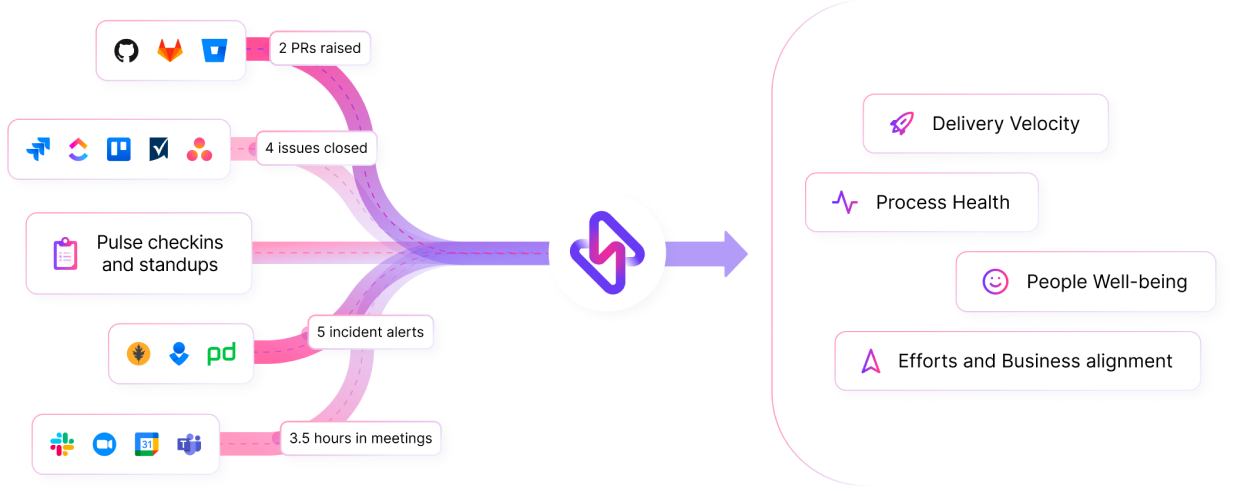 2 PRs raised
4 issues closed
Pulse checkins
and standups
5 incident alerts
pd
31
T
3.5 hours in meetings
Delivery Velocity
Process Health
People Well-being
Efforts and Business alignment